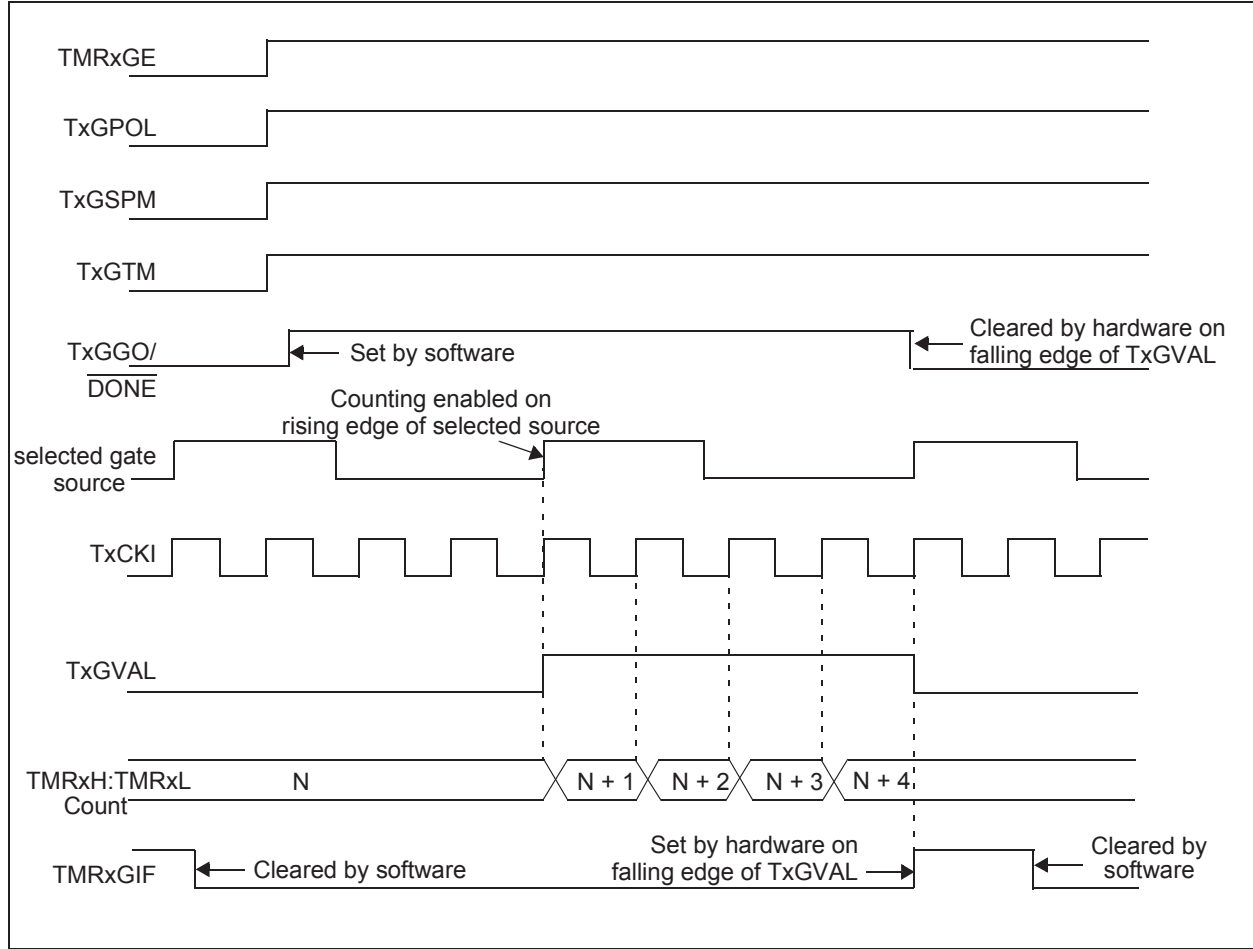 TMRxGE
TxGPOL
TxGSPM
TxGTM
TxGGO/
DONE
Set by software
Cleared by hardware on
falling edge of TxGVAL
Counting enabled on
rising edge of selected source
selected gate
source
TxCKI
TxGVAL
TMRxH:TMRxL
Count
N
N + 1
N + 2
N + 3
N + 4
TMRxGIF
Cleared by software
Set by hardware on
falling edge of TxGVAL
Cleared by
software